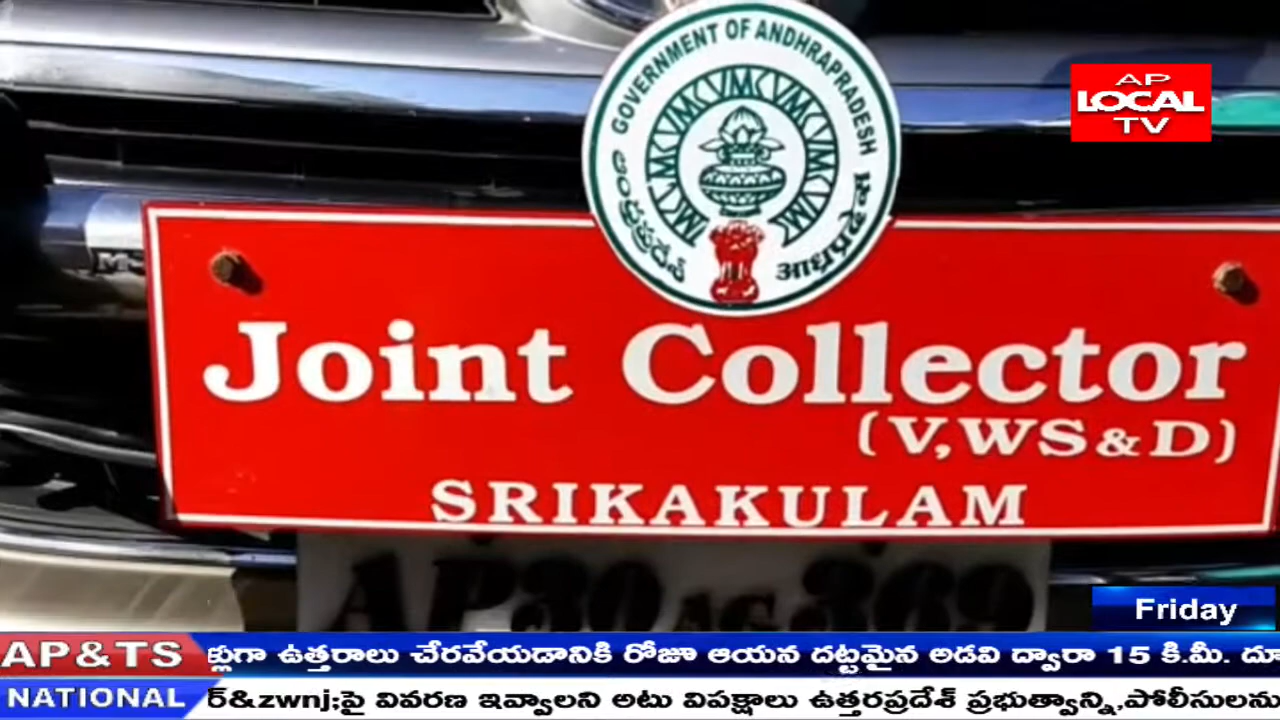 GOVERNMENT OF ANDHRAPRADESH
ఆంధ్రప్రదేశ్
AP
LOCAL
TV
Joint Collector
(V,WS&D)
SRIKAKULAM
AP30
369
Friday
AP&TS
క్లుగా ఉత్తరాలు చేరవేయడానికి రోజూ ఆయన దట్టమైన అడవి ద్వారా 15 కి.మీ. దూ
NATIONAL
ర్&zwnj;పై వివరణ ఇవ్వాలని అటు విపక్షాలు ఉత్తరప్రదేశ్ ప్రభుత్వాన్ని,పోలీసులను